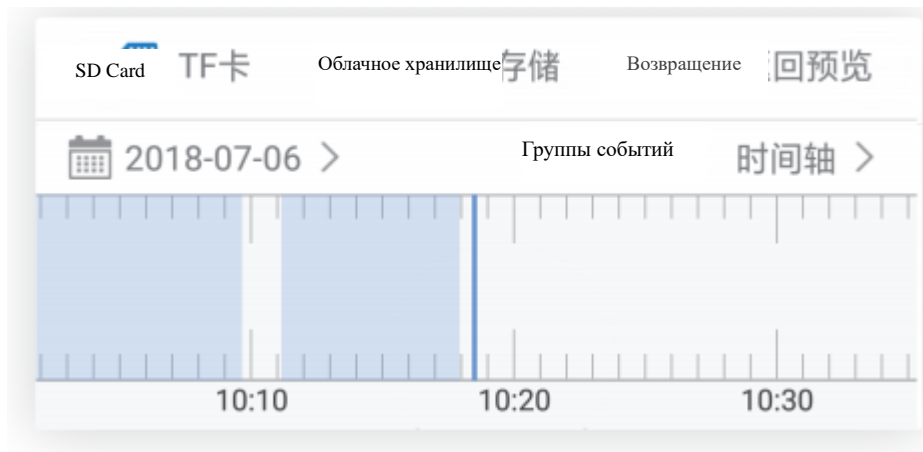 SD Card TF卡 Облачное хранилище存储 Возвращение 回预览
2018-07-06 > Группы событий 时间轴 >
10:10 10:20 10:30